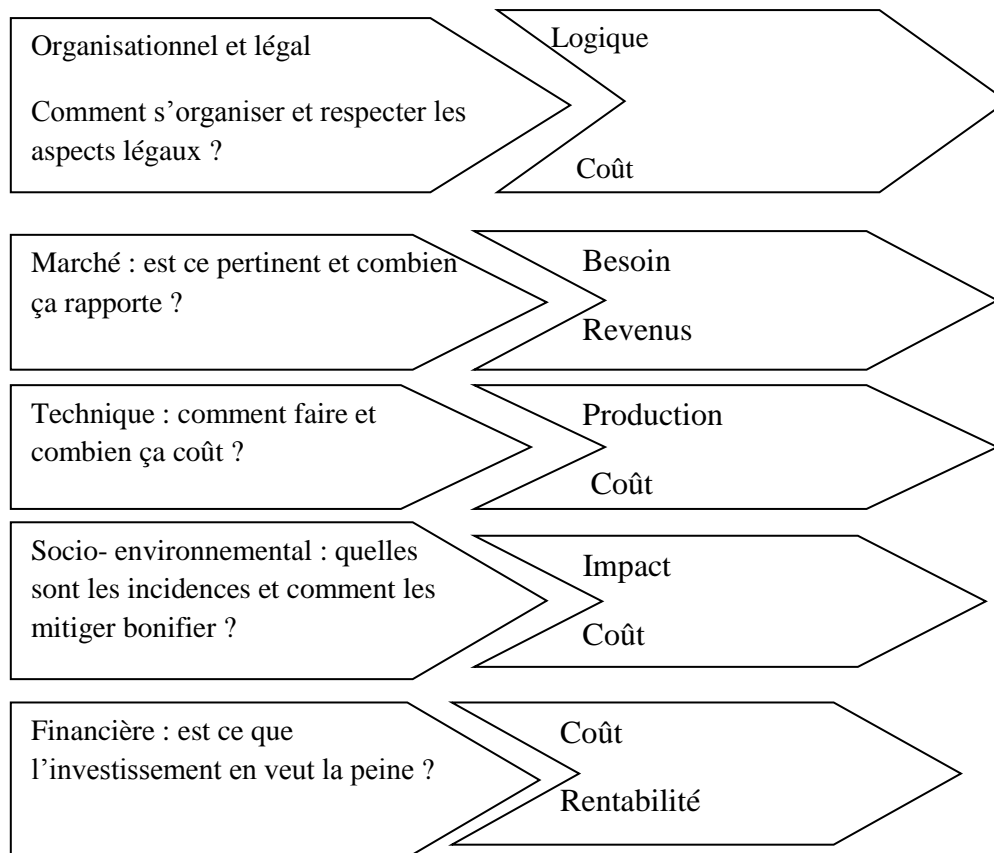 Organisationnel et légal
Comment s’organiser et respecter les
aspects légaux ?
Logique
Coût
Marché : est ce pertinent et combien
ça rapporte ?
Besoin
Revenus
Technique : comment faire et
combien ça coût ?
Production
Coût
Socio- environnemental : quelles
sont les incidences et comment les
mitiger bonifier ?
Impact
Coût
Financière : est ce que
l’investissement en veut la peine ?
Coût
Rentabilité